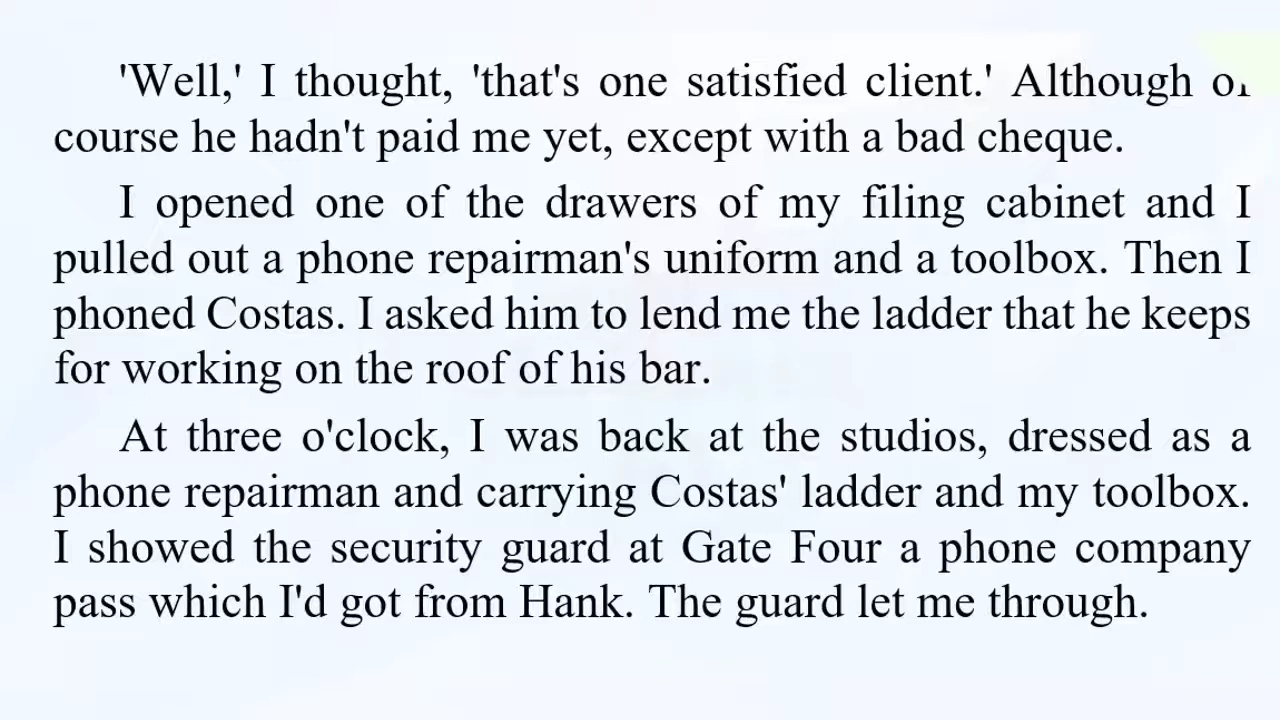 'Well,' I thought, 'that's one satisfied client.' Although of
course he hadn't paid me yet, except with a bad cheque.
I opened one of the drawers of my filing cabinet and I
pulled out a phone repairman's uniform and a toolbox. Then I
phoned Costas. I asked him to lend me the ladder that he keeps
for working on the roof of his bar.
At three o'clock, I was back at the studios, dressed as a
phone repairman and carrying Costas' ladder and my toolbox.
I showed the security guard at Gate Four a phone company
pass which I'd got from Hank. The guard let me through.